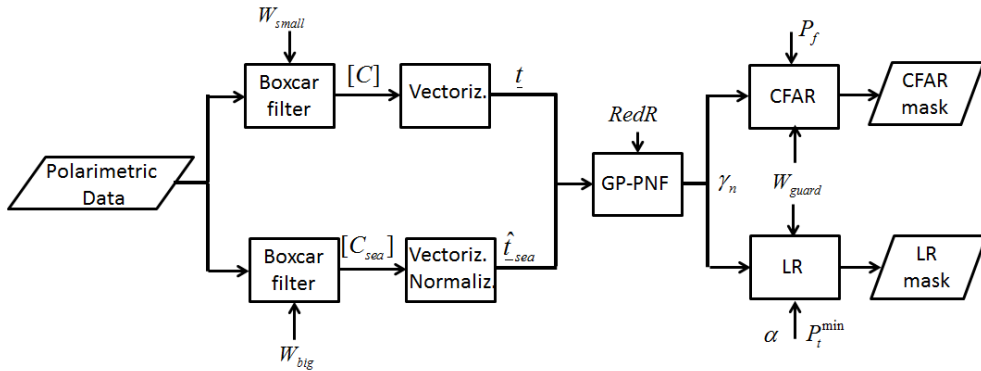 W_small
Boxcar
filter
[C]
Vectoriz.
t
Polarimetric
Data
W_big
Boxcar
filter
[C_sea]
Vectoriz.
Normaliz.
t̂_sea
RedR
GP-PNF
γ_n
P_f
CFAR
CFAR
mask
W_guard
LR
LR
mask
α P_t^min